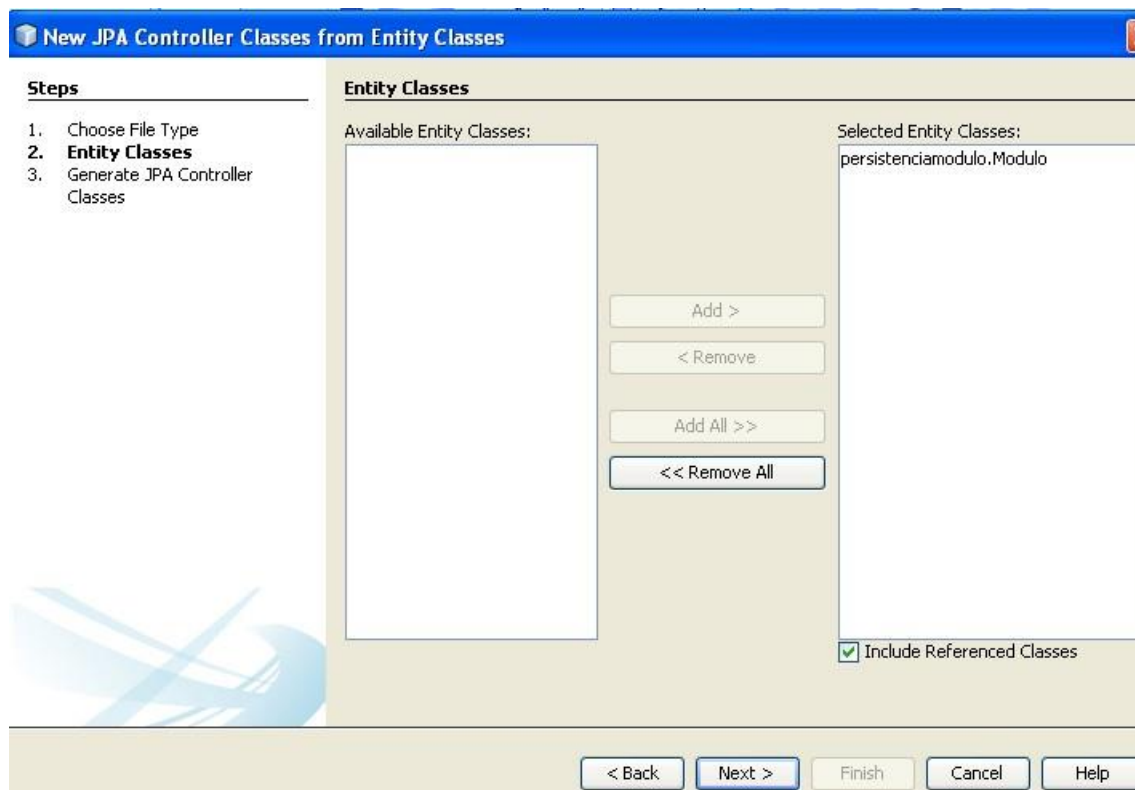 New JPA Controller Classes from Entity Classes
Steps
1. Choose File Type
2. Entity Classes
3. Generate JPA Controller
Classes
Entity Classes
Available Entity Classes:
Add >
< Remove
Add All >>
<< Remove All
Selected Entity Classes:
persistenciamodulo.Modulo
Include Referenced Classes
< Back
Next >
Finish
Cancel
Help